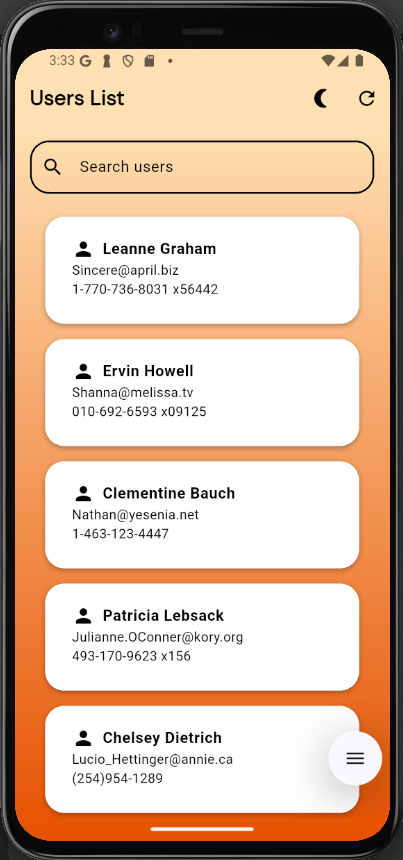 3:33 G
Users List
Search users
Leanne Graham
Sincere@april.biz
1-770-736-8031 x56442
Ervin Howell
Shanna@melissa.tv
010-692-6593 x09125
Clementine Bauch
Nathan@yesenia.net
1-463-123-4447
Patricia Lebsack
Julianne.OConner@kory.org
493-170-9623 x156
Chelsey Dietrich
Lucio_Hettinger@annie.ca
(254)954-1289